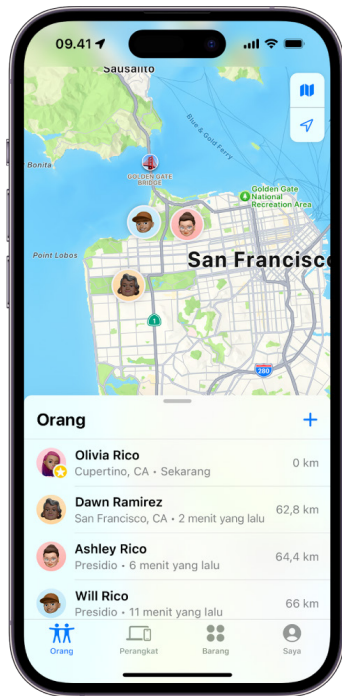 09.41
Sausalito
Blue & Gold Ferry
Bonita
GOLDEN GATE
BRIDGE
Golden Gate
National
Recreation Area
Point Lobos
San Francisco
1
280
Orang
+
Olivia Rico
Cupertino, CA • Sekarang
0 km
Dawn Ramirez
San Francisco, CA • 2 menit yang lalu
62,8 km
Ashley Rico
Presidio • 6 menit yang lalu
64,4 km
Will Rico
Presidio • 11 menit yang lalu
66 km
Orang
Perangkat
Barang
Saya